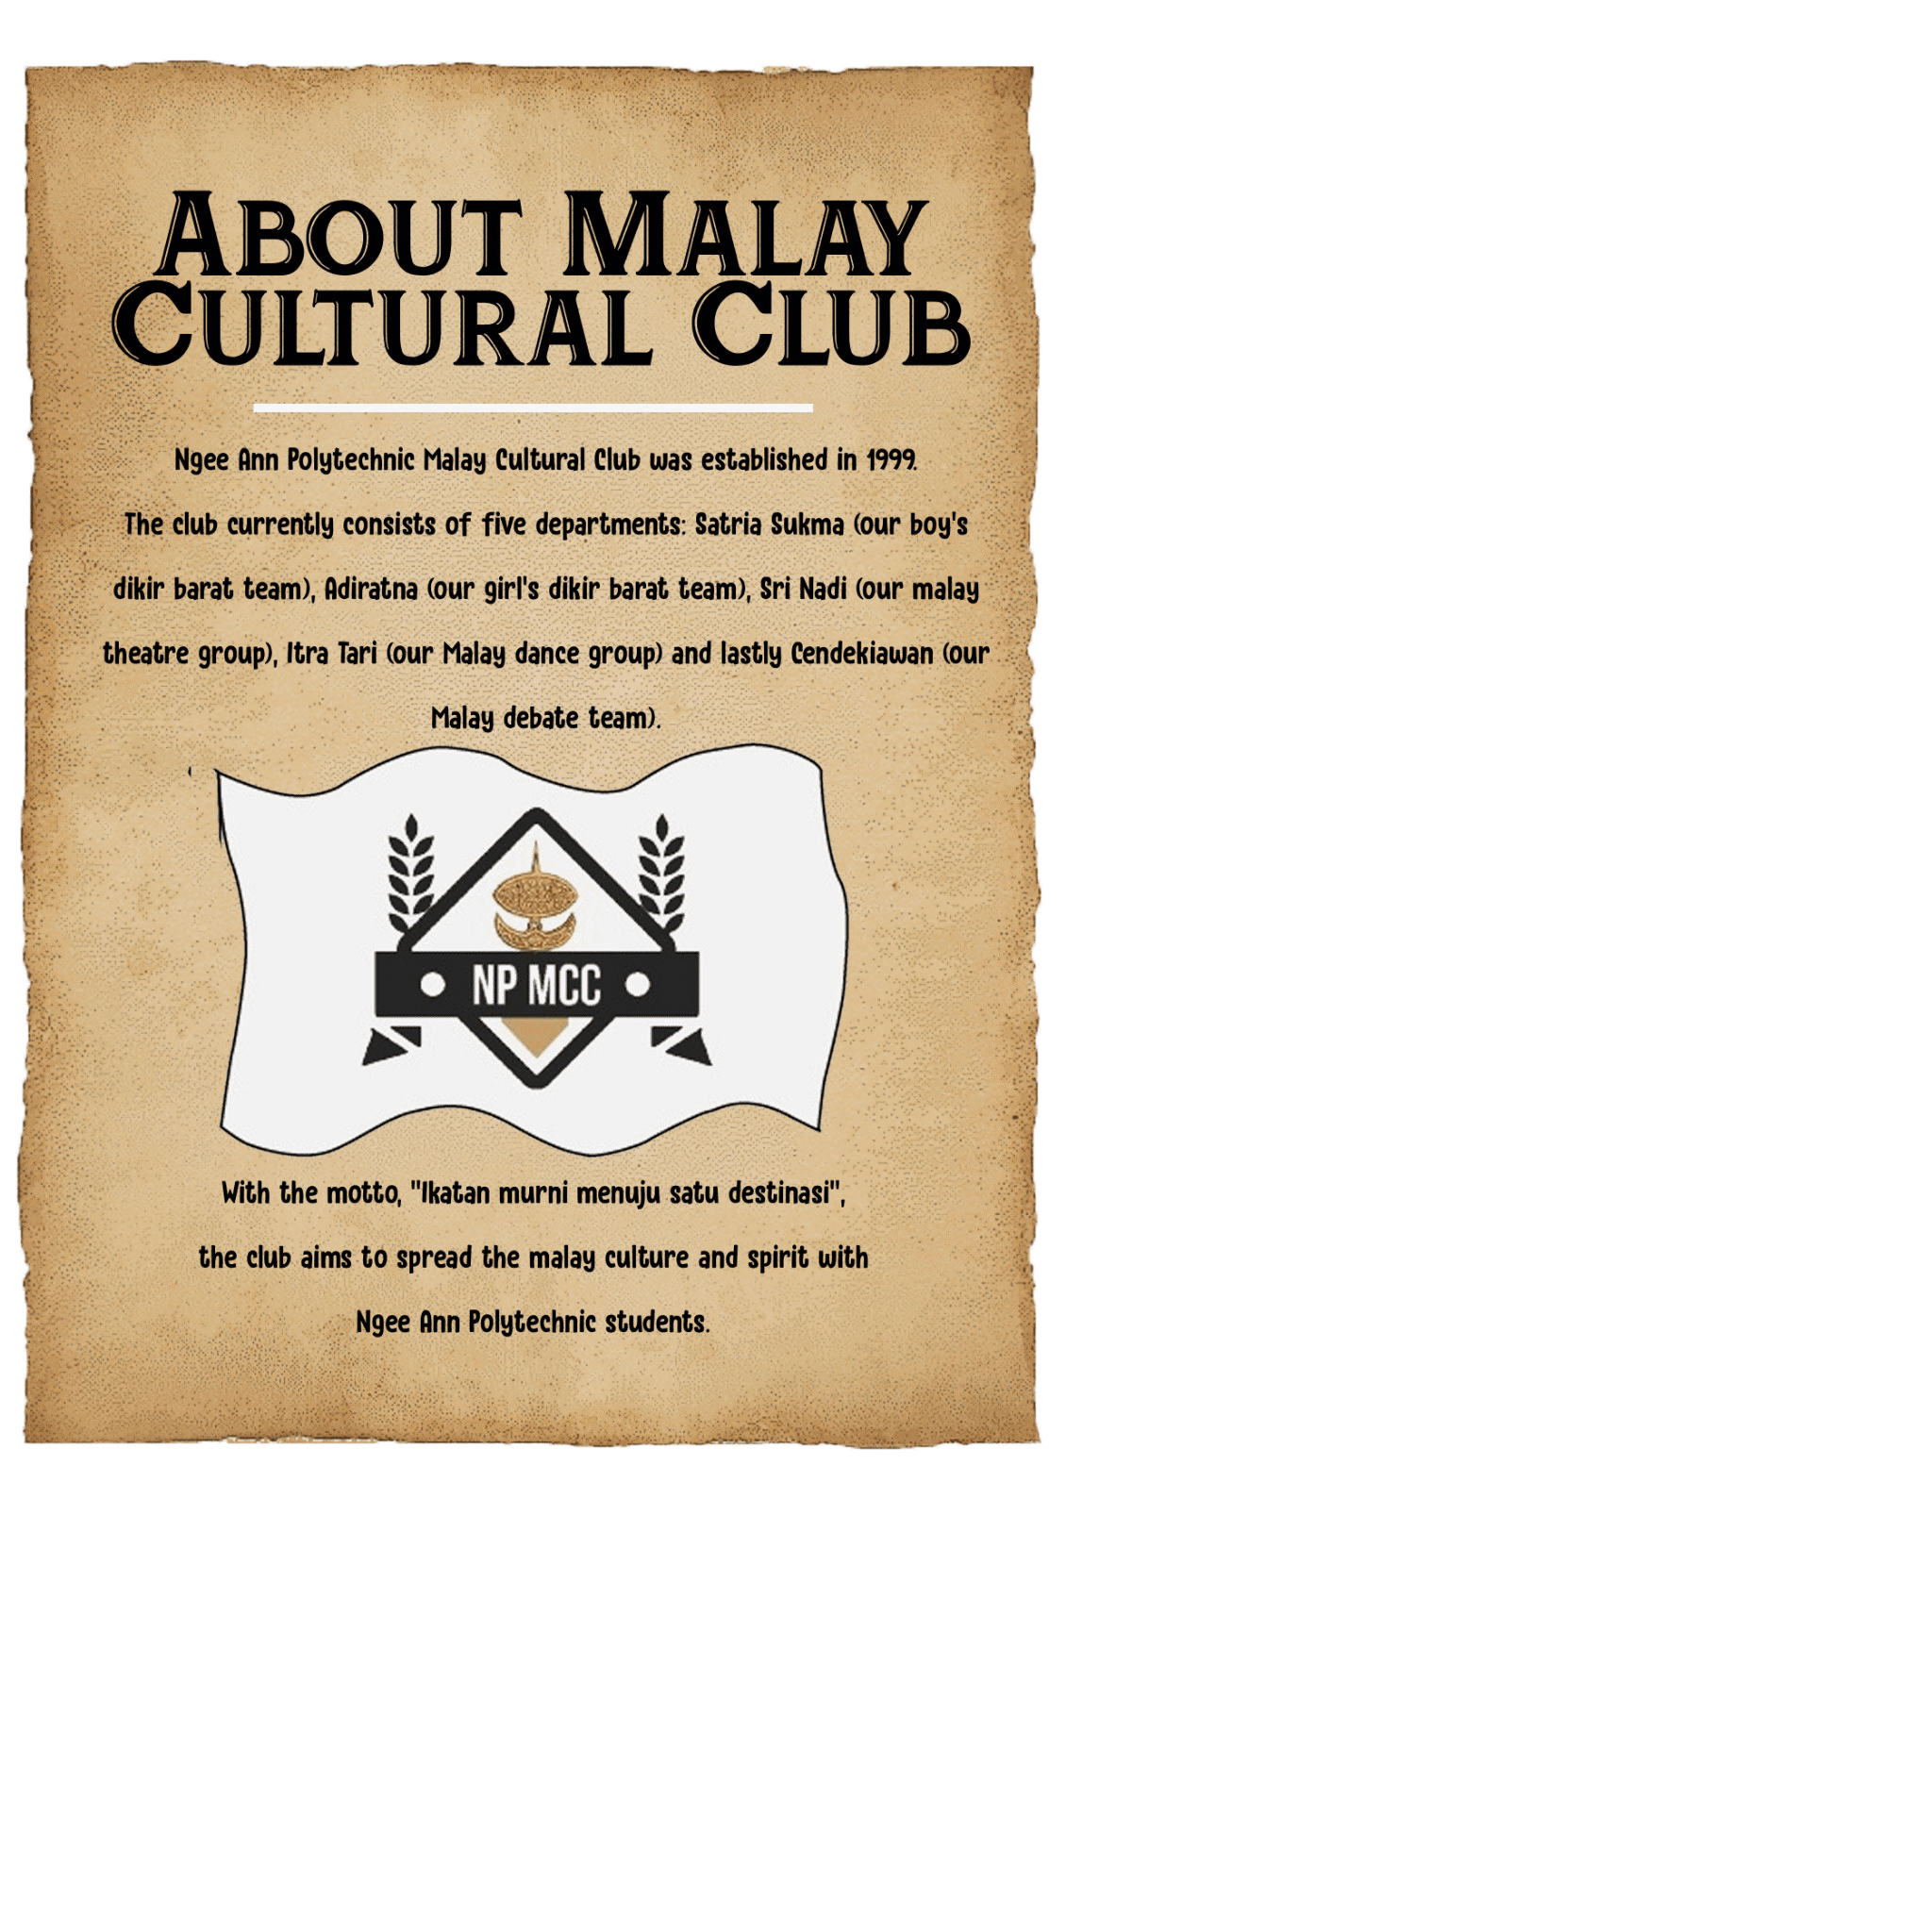 About Malay
Cultural Club
Ngee Ann Polytechnic Malay Cultural Club was established in 1999.
The club currently consists of five departments: Satria Sukma (our boy's
dikir barat team), Adiratna (our girl's dikir barat team), Sri Nadi (our malay
theatre group), Itra Tari (our Malay dance group) and lastly Cendekiawan (our
Malay debate team).
NP MCC
With the motto, "Ikatan murni menuju satu destinasi",
the club aims to spread the malay culture and spirit with
Ngee Ann Polytechnic students.